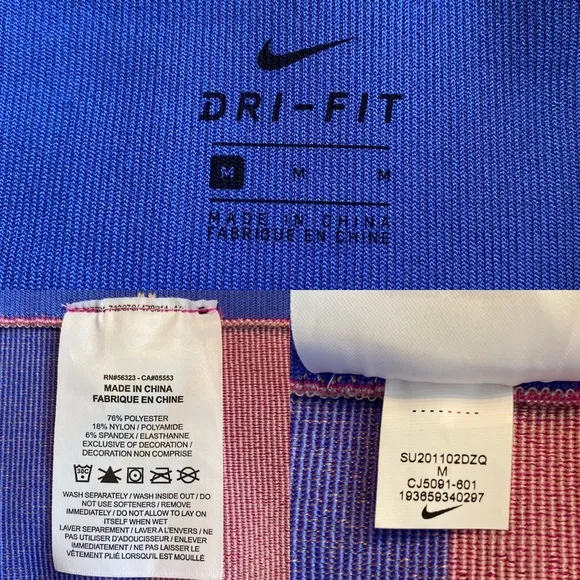 DRI-FIT
M M M
MADE IN CHINA
FABRIQUE EN CHINE
RN#56323 - CA#05553
MADE IN CHINA
FABRIQUE EN CHINE
76% POLYESTER
18% NYLON / POLYAMIDE
6% SPANDEX / ELASTHANNE
EXCLUSIVE OF DECORATION /
DECORATION NON COMPRISE
WASH SEPARATELY / WASH INSIDE OUT / DO
NOT USE SOFTENERS / REMOVE
IMMEDIATELY / DO NOT ALLOW TO LAY ON
ITSELF WHEN WET
LAVER SEPAREMENT / LAVER A L'ENVERS / NE
PAS UTILISER D'ADOUCISSEUR / ENLEVER
IMMEDIATEMENT / NE PAS LAISSER LE
VÊTEMENT PLIÉ LORSQU'IL EST MOUILLÉ
SU201102DZQ
M
CJ5091-601
193659340297